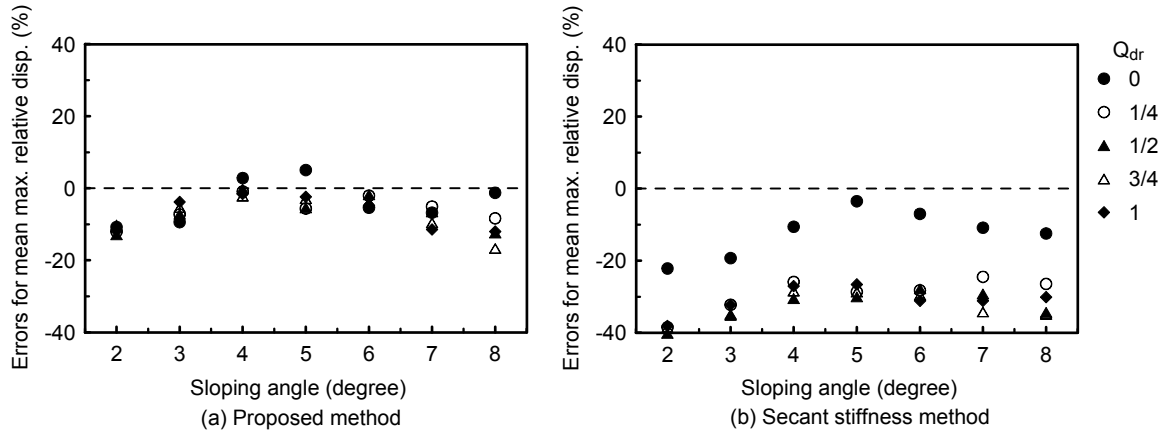 Errors for mean max. relative disp. (%)
40
20
0
-20
-40
2 3 4 5 6 7 8
Sloping angle (degree)
(a) Proposed method
Errors for mean max. relative disp. (%)
40
20
0
-20
-40
2 3 4 5 6 7 8
Sloping angle (degree)
(b) Secant stiffness method
Qdr
0
1/4
1/2
3/4
1